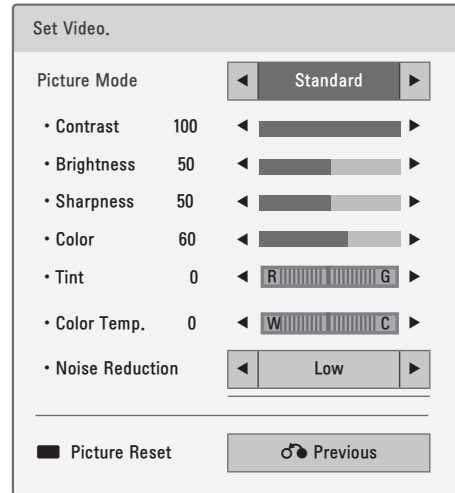 Set Video.
Picture Mode ◀ Standard ▶
• Contrast 100 ◀ ▶
• Brightness 50 ◀ ▶
• Sharpness 50 ◀ ▶
• Color 60 ◀ ▶
• Tint 0 ◀ R G ▶
• Color Temp. 0 ◀ W C ▶
• Noise Reduction ◀ Low ▶
Picture Reset Previous